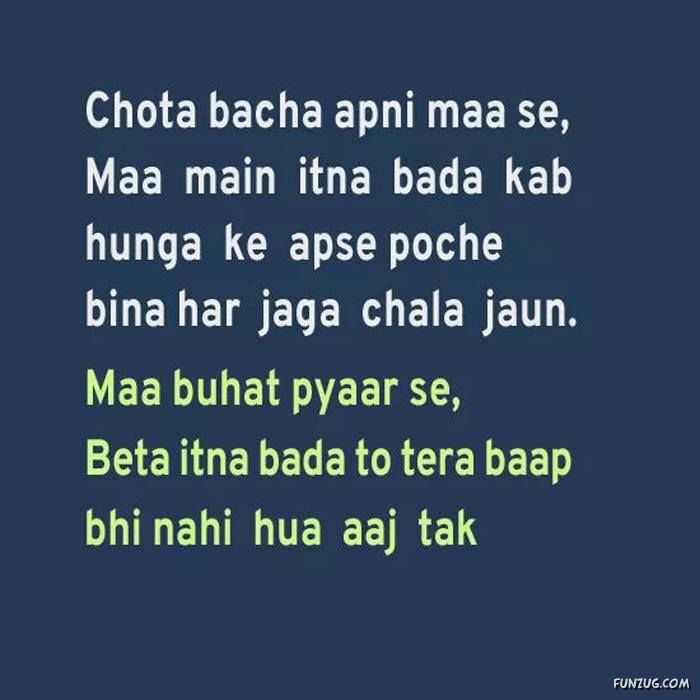 Chota bacha apni maa se,
Maa main itna bada kab
hunga ke apse poche
bina har jaga chala jaun.
Maa buhat pyaar se,
Beta itna bada to tera baap
bhi nahi hua aaj tak
FUNZUG.COM